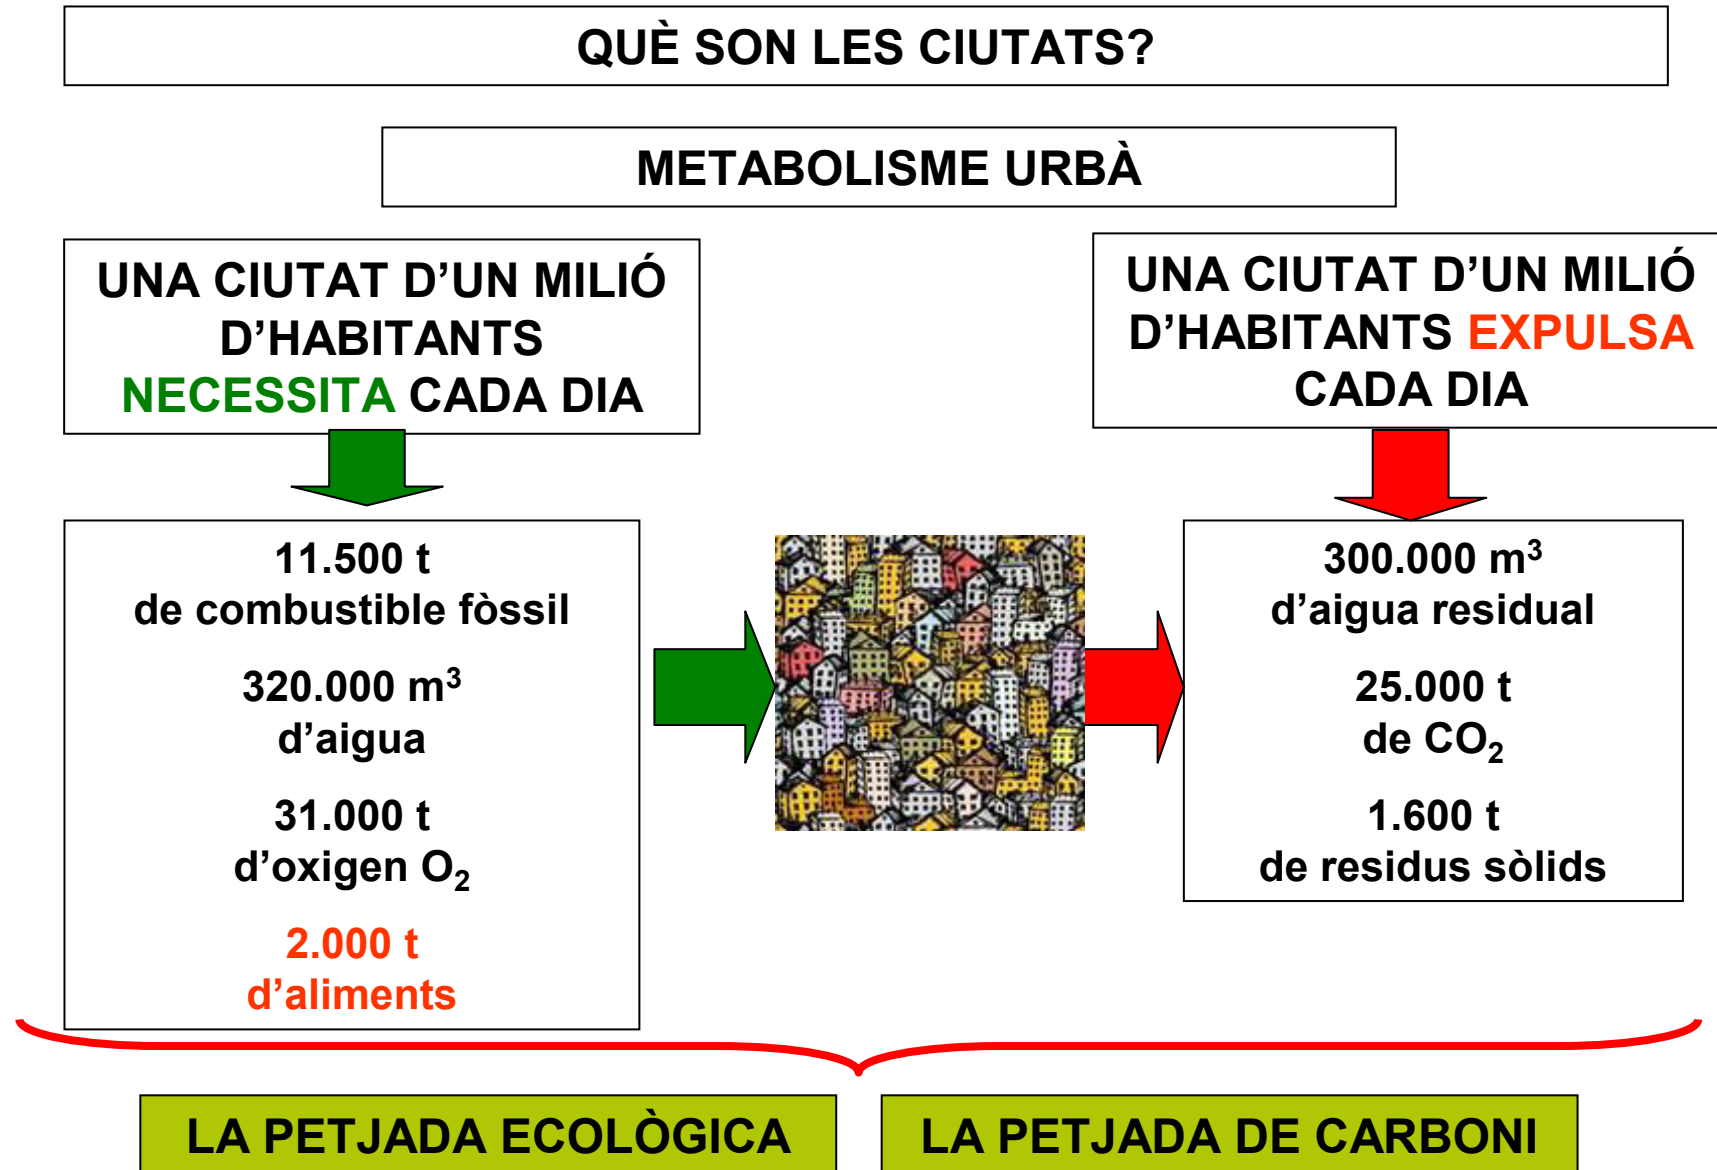 QUÈ SON LES CIUTATS?
METABOLISME URBÀ
UNA CIUTAT D’UN MILIÓ
D’HABITANTS
NECESSITA CADA DIA
11.500 t
de combustible fòssil
320.000 m³
d’aigua
31.000 t
d’oxigen O₂
2.000 t
d’aliments
UNA CIUTAT D’UN MILIÓ
D’HABITANTS EXPULSA
CADA DIA
300.000 m³
d’aigua residual
25.000 t
de CO₂
1.600 t
de residus sòlids
LA PETJADA ECOLÒGICA
LA PETJADA DE CARBONI